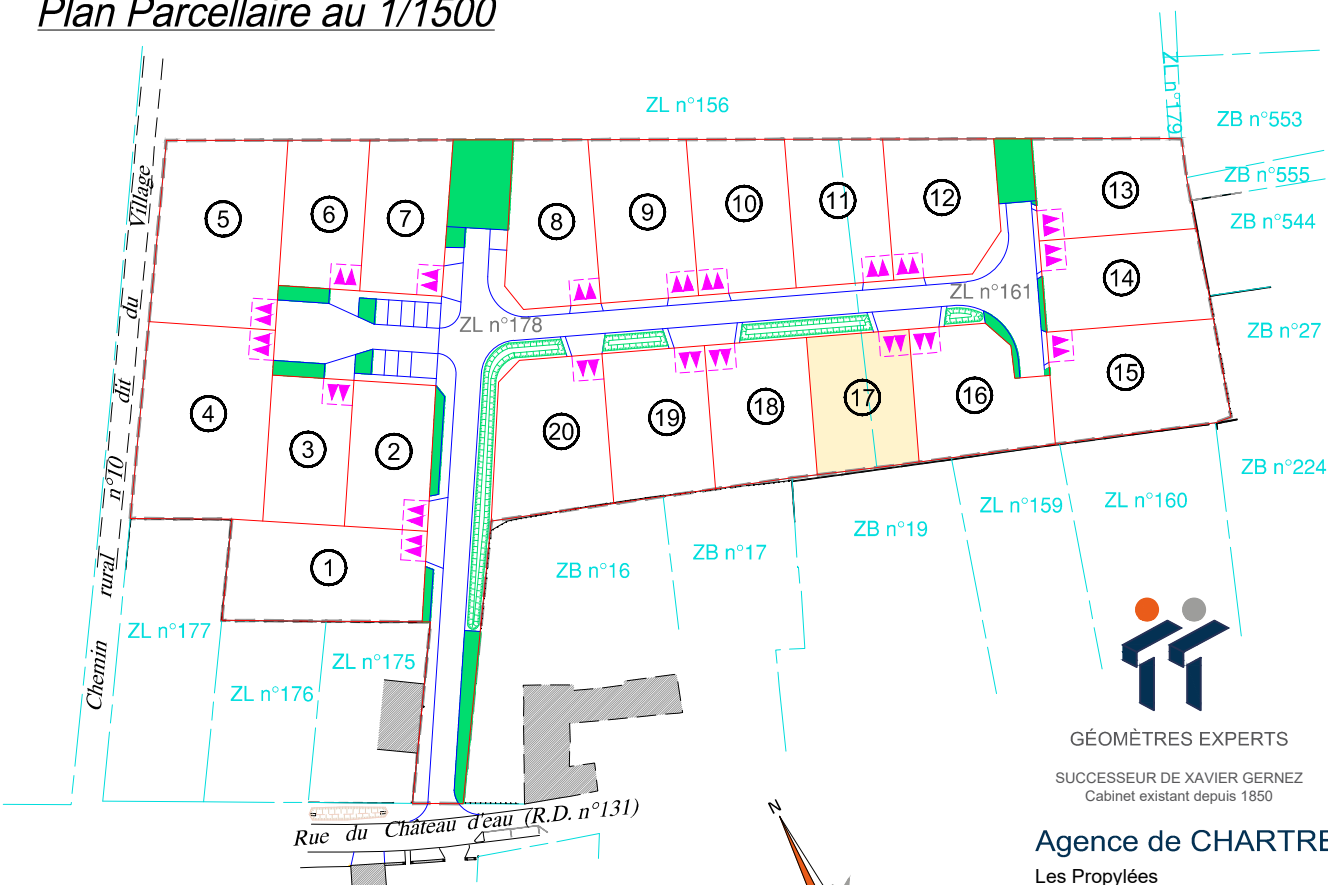 Plan Parcellaire au 1/1500
ZL n°156
ZL n°179
ZB n°553
ZB n°555
ZB n°544
ZB n°27
ZB n°224
Chemin rural n°10 dit du Village
5
6
7
8
9
10
11
12
13
14
15
ZL n°178
ZL n°161
4
3
2
1
20
19
18
17
16
ZB n°16
ZB n°17
ZB n°19
ZL n°159
ZL n°160
ZL n°177
ZL n°176
ZL n°175
Rue du Château d'eau (R.D. n°131)
N
GÉOMÈTRES EXPERTS
SUCCESSEUR DE XAVIER GERNEZ
Cabinet existant depuis 1850
Agence de CHARTRE
Les Propylées